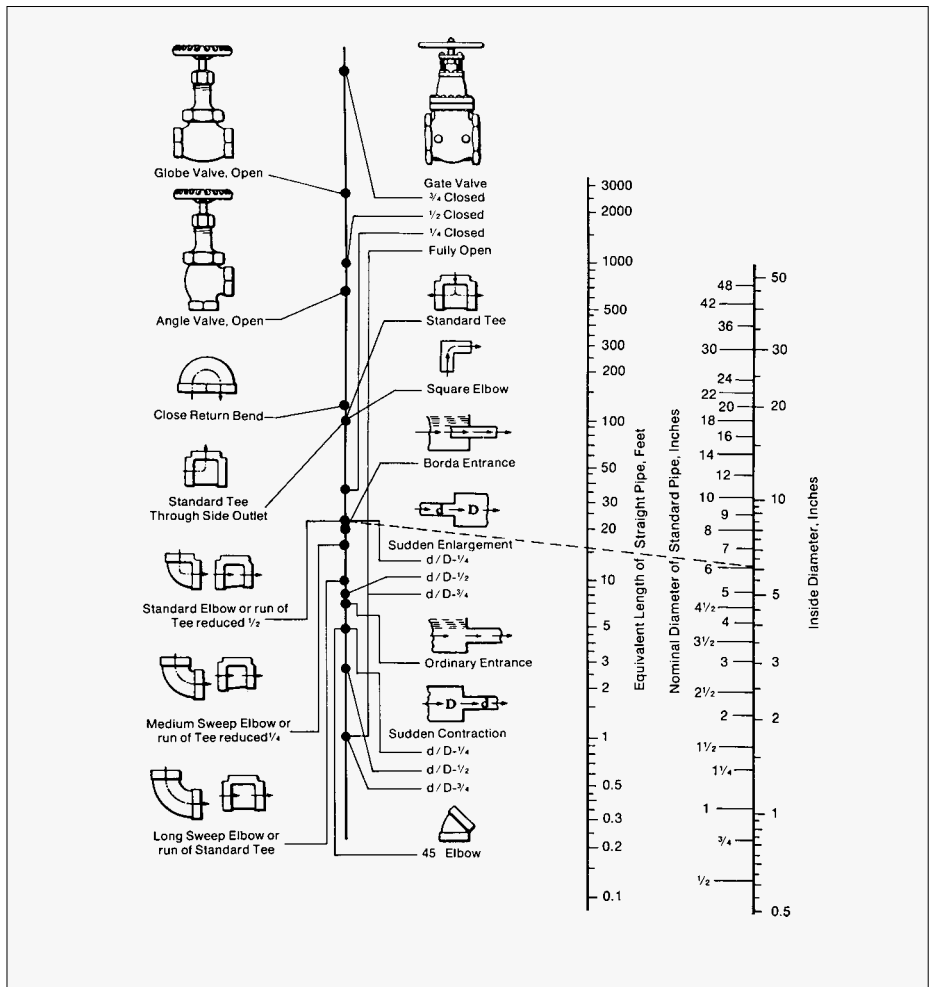 Globe Valve, Open
Angle Valve, Open
Close Return Bend
Standard Tee
Through Side Outlet
Standard Elbow or run of
Tee reduced ½
Medium Sweep Elbow or
run of Tee reduced¼
Long Sweep Elbow or
run of Standard Tee
Gate Valve
¾ Closed
½ Closed
¼ Closed
Fully Open
Standard Tee
Square Elbow
Borda Entrance
d D
Sudden Enlargement
d/D-¼
d/D-½
d/D-¾
Ordinary Entrance
D d
Sudden Contraction
d/D-¼
d/D-½
d/D-¾
45 Elbow
3000
2000
1000
500
300
200
100
50
30
20
10
5
3
2
1
0.5
0.3
0.2
0.1
Equivalent Length of Straight Pipe, Feet
Nominal Diameter of Standard Pipe, Inches
48
42
36
30
24
22
20
18
16
14
12
10
9
8
7
6
5
4½
4
3½
3
2½
2
1½
1¼
1
¾
½
50
30
20
10
5
3
2
1
0.5
Inside Diameter, Inches